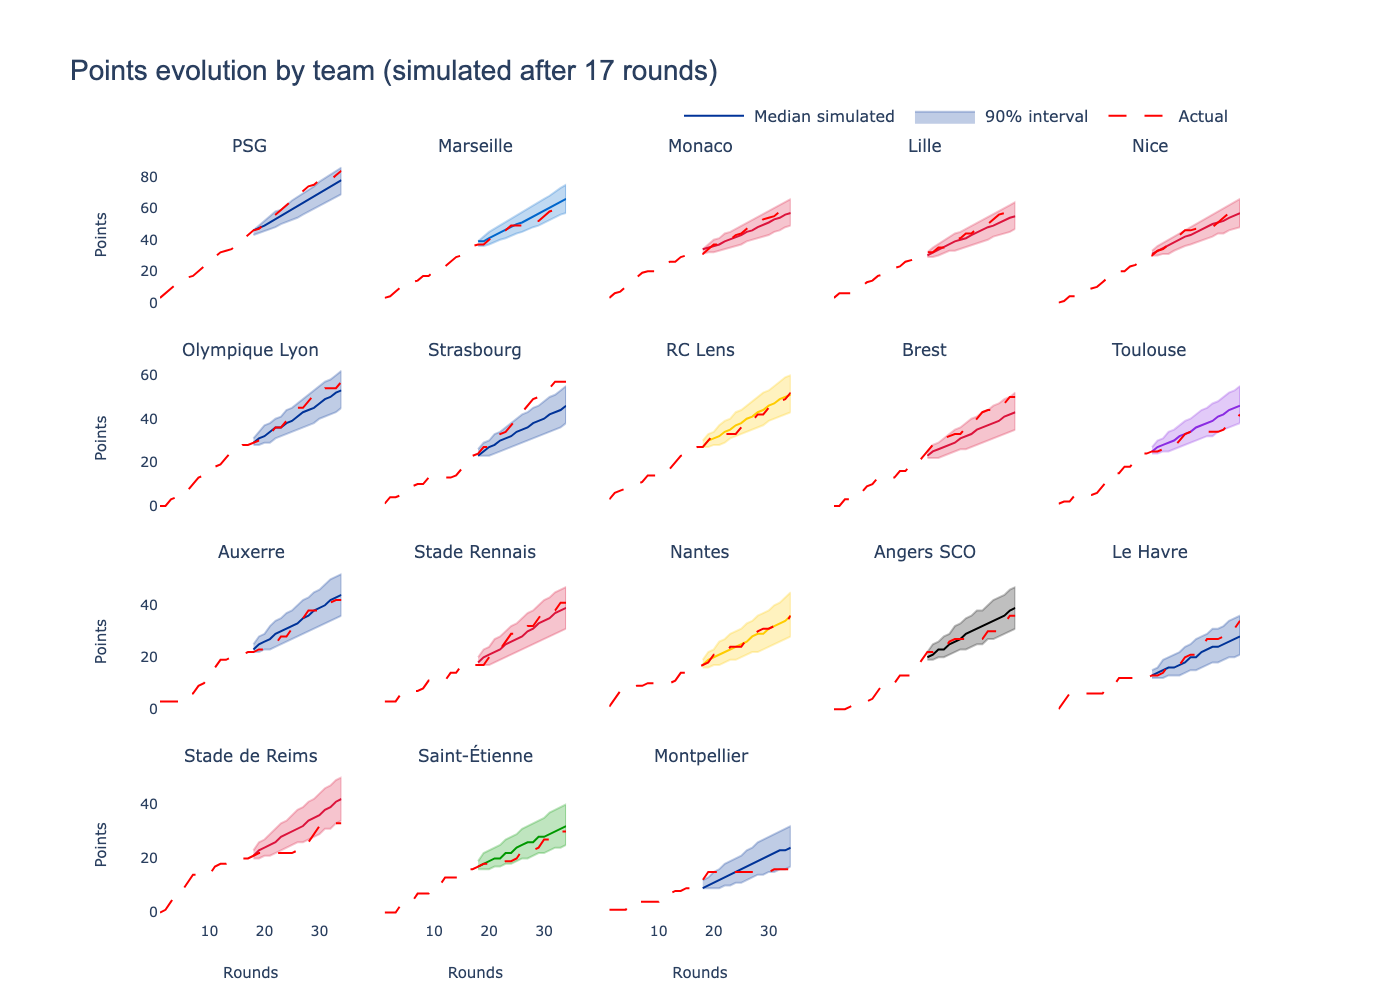 Points evolution by team (simulated after 17 rounds)
Median simulated 90% interval Actual
PSG Marseille Monaco Lille Nice
80
60
40
20
0
Points
Olympique Lyon Strasbourg RC Lens Brest Toulouse
60
40
20
0
Points
Auxerre Stade Rennais Nantes Angers SCO Le Havre
40
20
0
Points
Stade de Reims Saint-Étienne Montpellier
40
20
0
Points
10 20 30 10 20 30 10 20 30
Rounds Rounds Rounds